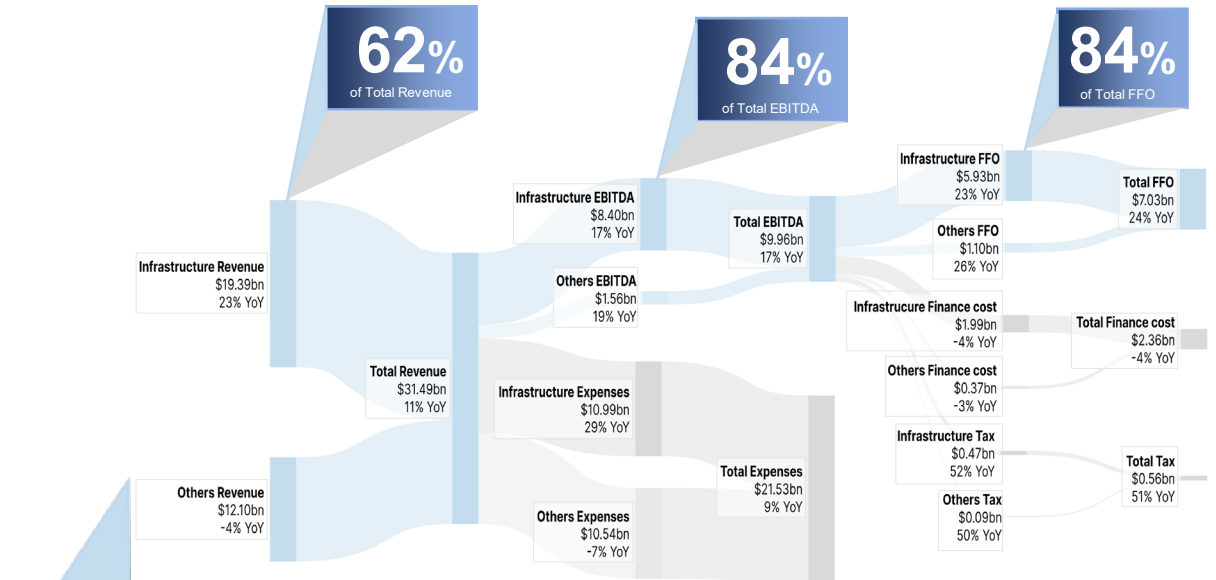 62%
of Total Revenue
84%
of Total EBITDA
84%
of Total FFO
Infrastructure Revenue
$19.39bn
23% YoY
Others Revenue
$12.10bn
-4% YoY
Total Revenue
$31.49bn
11% YoY
Infrastructure EBITDA
$8.40bn
17% YoY
Others EBITDA
$1.56bn
19% YoY
Infrastructure Expenses
$10.99bn
29% YoY
Others Expenses
$10.54bn
-7% YoY
Total EBITDA
$9.96bn
17% YoY
Total Expenses
$21.53bn
9% YoY
Infrastructure FFO
$5.93bn
23% YoY
Others FFO
$1.10bn
26% YoY
Infrastrucure Finance cost
$1.99bn
-4% YoY
Others Finance cost
$0.37bn
-3% YoY
Infrastructure Tax
$0.47bn
52% YoY
Others Tax
$0.09bn
50% YoY
Total FFO
$7.03bn
24% YoY
Total Finance cost
$2.36bn
-4% YoY
Total Tax
$0.56bn
51% YoY